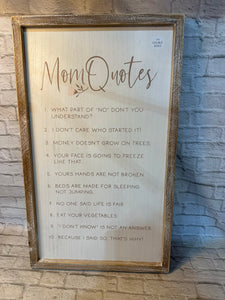 Mom Quotes
1. WHAT PART OF "NO" DON'T YOU
UNDERSTAND?
2. I DON'T CARE WHO STARTED IT!
3. MONEY DOESN'T GROW ON TREES.
4. YOUR FACE IS GOING TO FREEZE
LIKE THAT.
5. YOURS HANDS ARE NOT BROKEN.
6. BEDS ARE MADE FOR SLEEPING
NOT JUMPING.
7. NO ONE SAID LIFE IS FAIR.
8. EAT YOUR VEGETABLES.
9. "I DON'T KNOW" IS NOT AN ANSWER.
10. BECAUSE I SAID SO, THAT'S WHY!